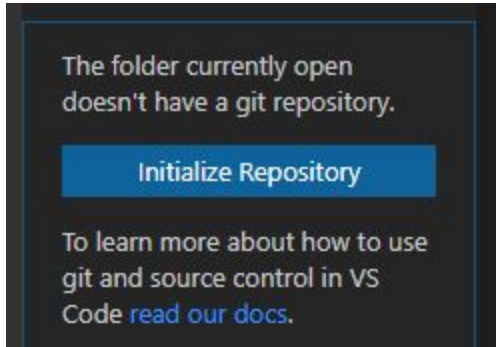 The folder currently open
doesn't have a git repository.
Initialize Repository
To learn more about how to use
git and source control in VS
Code read our docs.